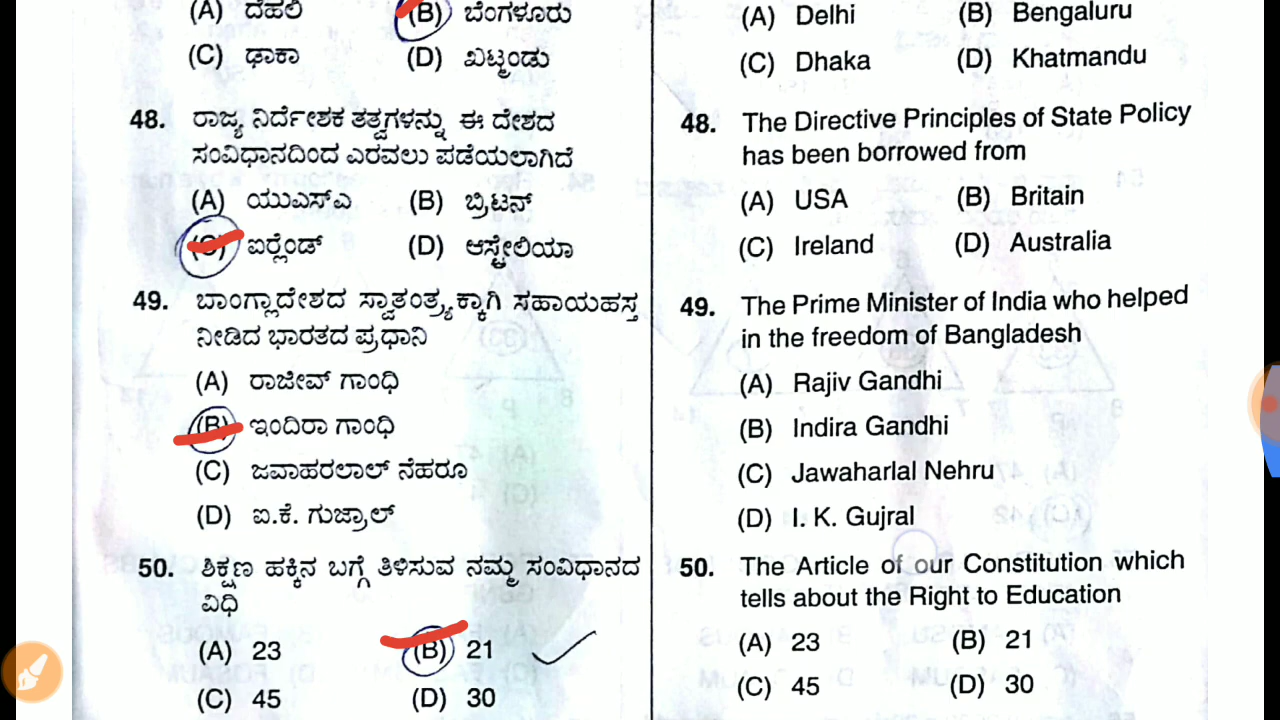 (A) ದೆಹಲಿ (B) ಬೆಂಗಳೂರು
(C) ಢಾಕಾ (D) ಖಟ್ಮಂಡು
48. ರಾಜ್ಯ ನಿರ್ದೇಶಕ ತತ್ವಗಳನ್ನು ಈ ದೇಶದ
ಸಂವಿಧಾನದಿಂದ ಎರವಲು ಪಡೆಯಲಾಗಿದೆ
(A) ಯುಎಸ್ಎ (B) ಬ್ರಿಟನ್
(C) ಐರ್‍ಲೆಂಡ್ (D) ಆಸ್ಟ್ರೇಲಿಯಾ
49. ಬಾಂಗ್ಲಾದೇಶದ ಸ್ವಾತಂತ್ರ್ಯಕ್ಕಾಗಿ ಸಹಾಯಹಸ್ತ
ನೀಡಿದ ಭಾರತದ ಪ್ರಧಾನಿ
(A) ರಾಜೀವ್ ಗಾಂಧಿ
(B) ಇಂದಿರಾ ಗಾಂಧಿ
(C) ಜವಾಹರಲಾಲ್ ನೆಹರೂ
(D) ಐ.ಕೆ. ಗುಜ್ರಾಲ್
50. ಶಿಕ್ಷಣ ಹಕ್ಕಿನ ಬಗ್ಗೆ ತಿಳಿಸುವ ನಮ್ಮ ಸಂವಿಧಾನದ
ವಿಧಿ
(A) 23 (B) 21
(C) 45 (D) 30
(A) Delhi (B) Bengaluru
(C) Dhaka (D) Khatmandu
48. The Directive Principles of State Policy
has been borrowed from
(A) USA (B) Britain
(C) Ireland (D) Australia
49. The Prime Minister of India who helped
in the freedom of Bangladesh
(A) Rajiv Gandhi
(B) Indira Gandhi
(C) Jawaharlal Nehru
(D) I. K. Gujral
50. The Article of our Constitution which
tells about the Right to Education
(A) 23 (B) 21
(C) 45 (D) 30